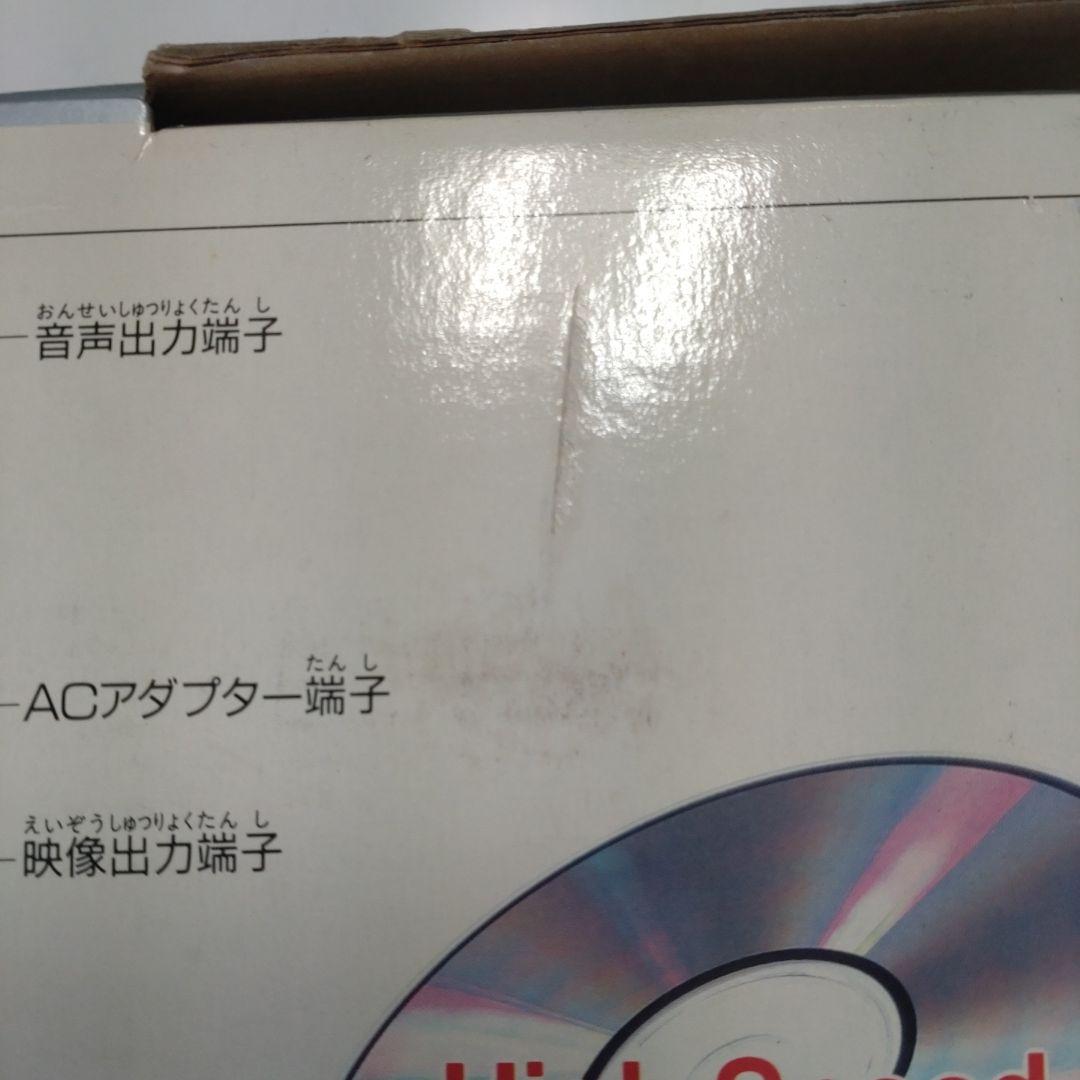 おんせいしゅつりょくたんし
音声出力端子
たんし
ACアダプター端子
えいぞうしゅつりょくたんし
映像出力端子
High Speed